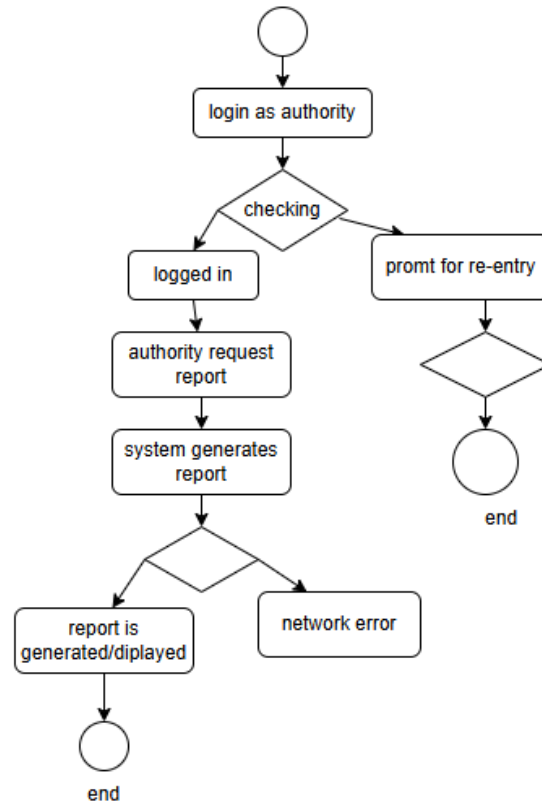 login as authority
checking
logged in
promt for re-entry
authority request
report
system generates
report
end
report is
generated/diplayed
network error
end